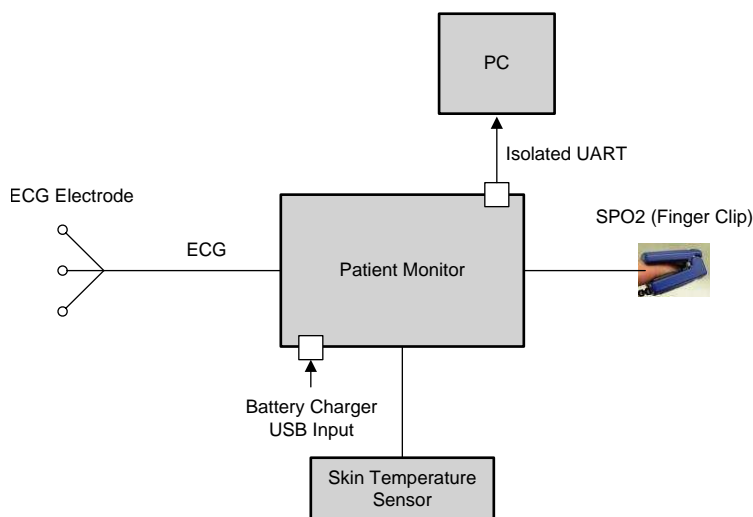 PC
Isolated UART
ECG Electrode
SPO2 (Finger Clip)
ECG
Patient Monitor
Battery Charger
USB Input
Skin Temperature
Sensor